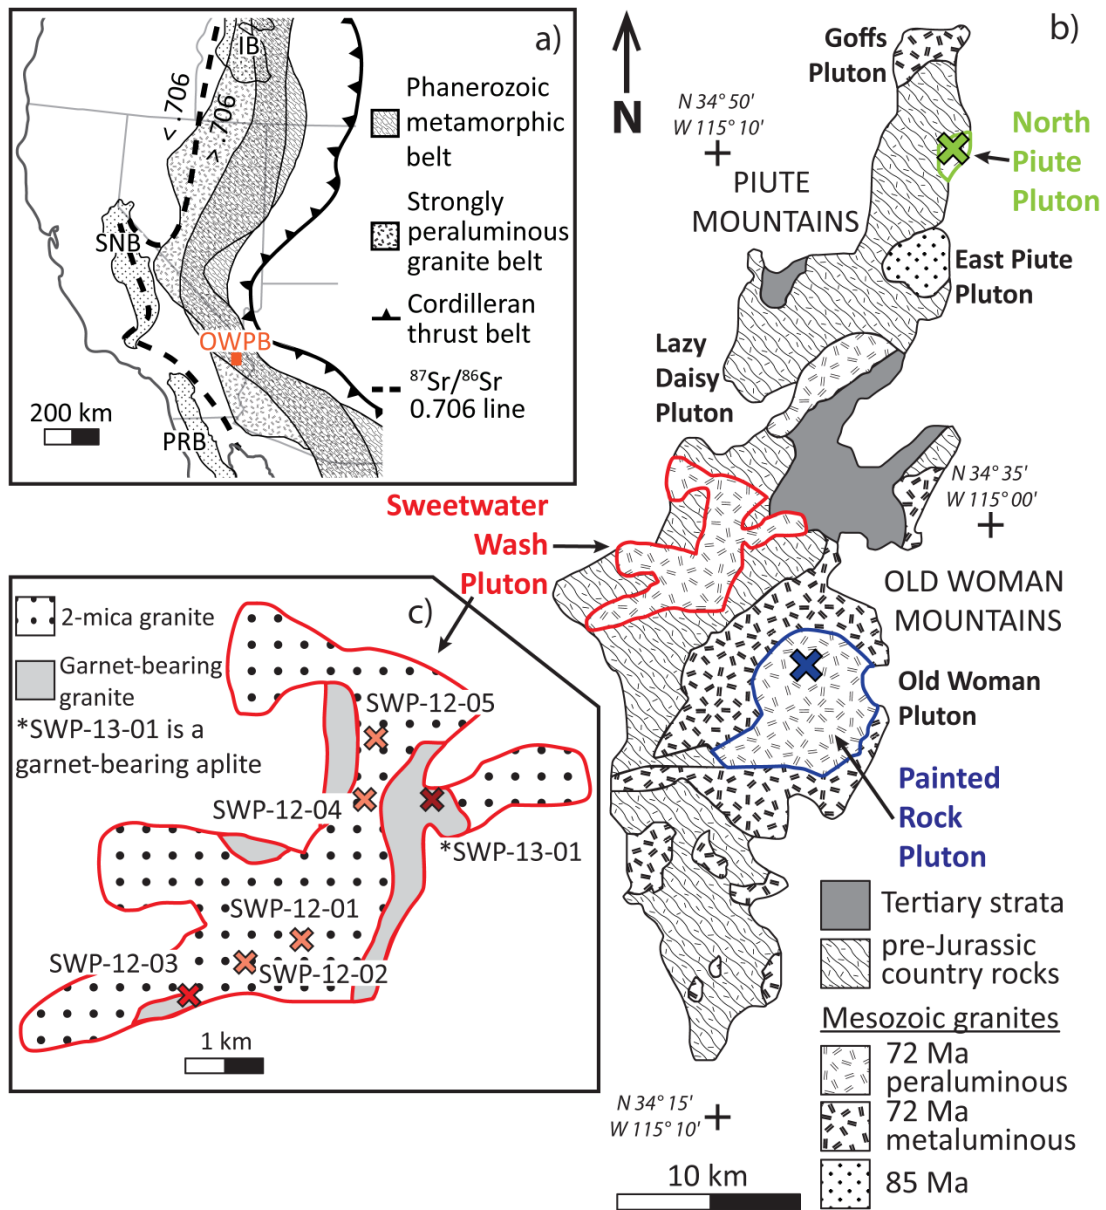 a)
IB
<.706
>.706
SNB
OWPB
PRB
200 km
Phanerozoic
metamorphic
belt
Strongly
peraluminous
granite belt
Cordilleran
thrust belt
⁸⁷Sr/⁸⁶Sr
0.706 line
b)
N
N 34° 50'
W 115° 10'
Goffs
Pluton
North
Piute
Pluton
PIUTE
MOUNTAINS
East Piute
Pluton
Lazy
Daisy
Pluton
N 34° 35'
W 115° 00'
Sweetwater
Wash
Pluton
OLD WOMAN
MOUNTAINS
Old Woman
Pluton
Painted
Rock
Pluton
Tertiary strata
pre-Jurassic
country rocks
Mesozoic granites
72 Ma
peraluminous
72 Ma
metaluminous
85 Ma
N 34° 15'
W 115° 10'
10 km
c)
2-mica granite
Garnet-bearing
granite
*SWP-13-01 is a
garnet-bearing aplite
SWP-12-05
SWP-12-04
*SWP-13-01
SWP-12-01
SWP-12-03
SWP-12-02
1 km